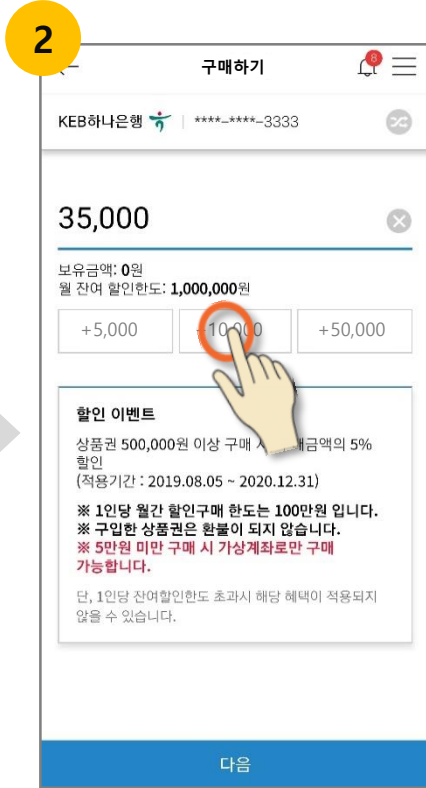 2
구매하기
8
KEB하나은행 | ****-****-3333
35,000
보유금액: 0원
월 잔여 할인한도: 1,000,000원
+5,000
+10,000
+50,000
할인 이벤트
상품권 500,000원 이상 구매 금액의 5%
할인
(적용기간 : 2019.08.05 ~ 2020.12.31)
※ 1인당 월간 할인구매 한도는 100만원 입니다.
※ 구입한 상품권은 환불이 되지 않습니다.
※ 5만원 미만 구매 시 가상계좌로만 구매
가능합니다.
단, 1인당 잔여할인한도 초과시 해당 혜택이 적용되지
않을 수 있습니다.
다음